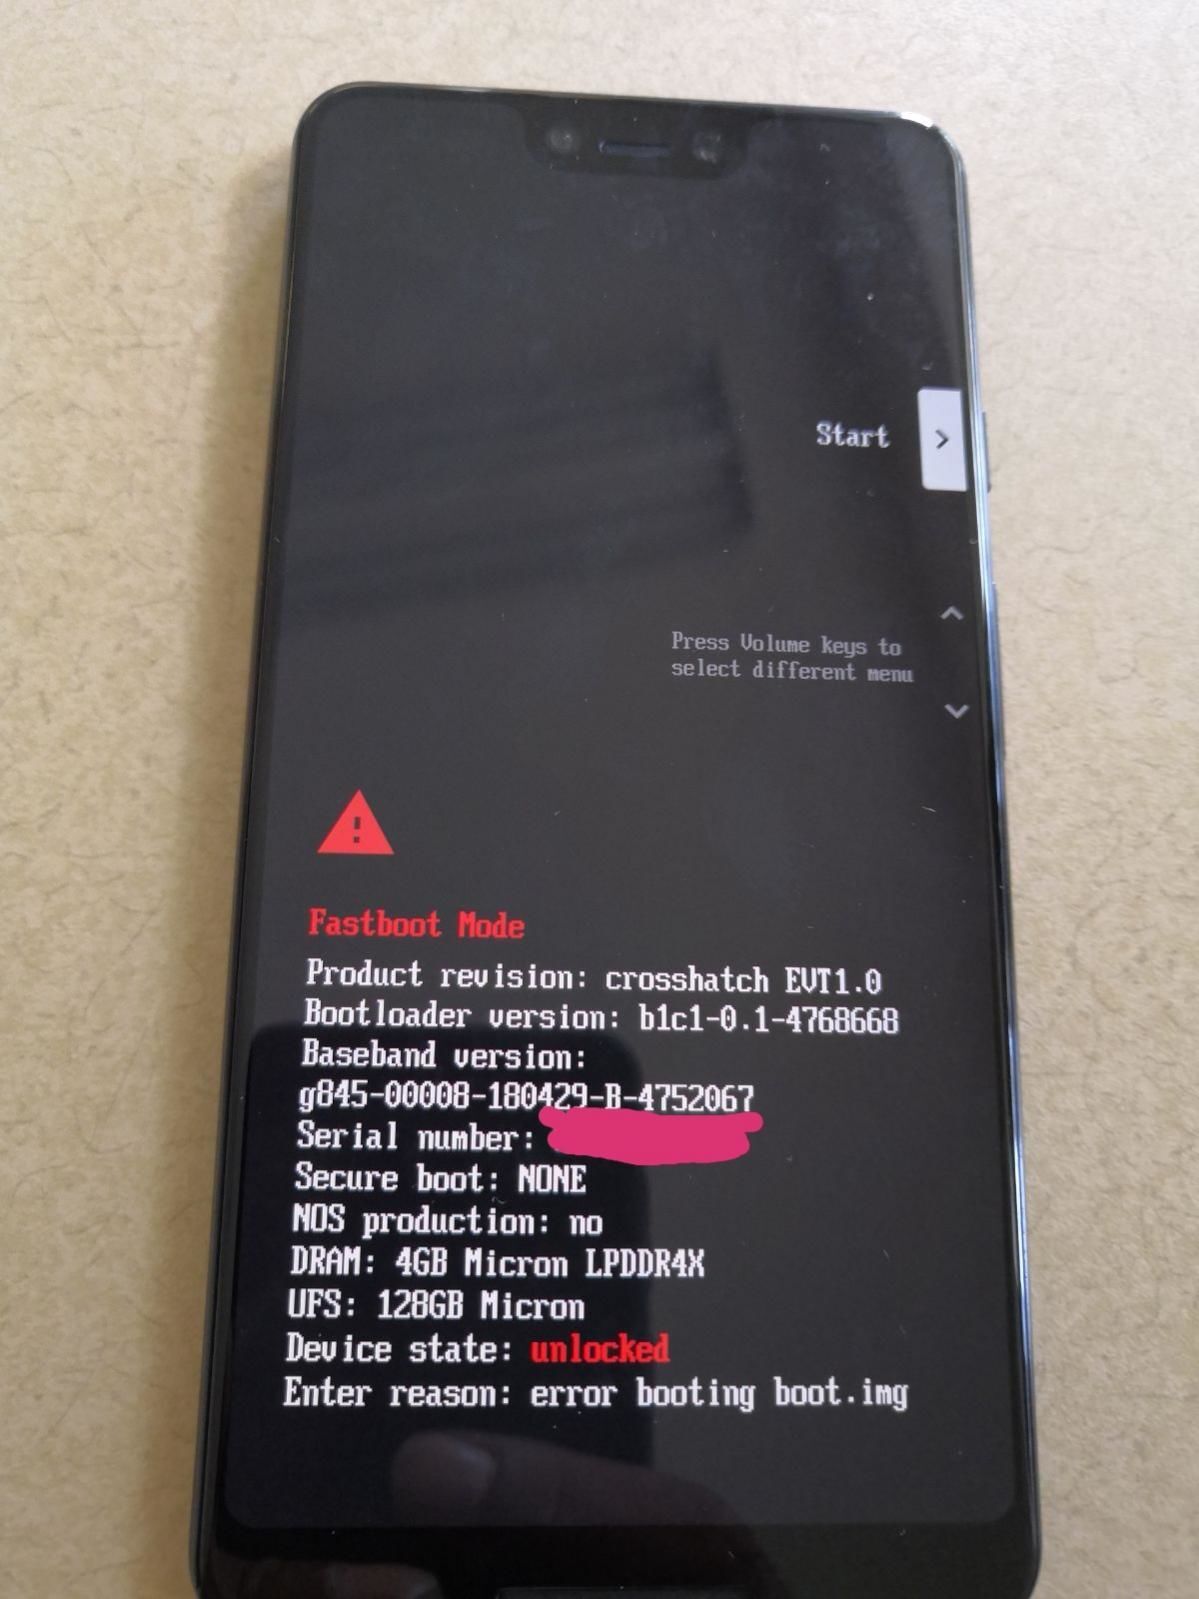 Start
Press Volume keys to
select different menu
Fastboot Mode
Product revision: crosshatch EVT1.0
Bootloader version: b1c1-0.1-4768668
Baseband version:
g845-00008-180429-B-4752067
Serial number:
Secure boot: NONE
NOS production: no
DRAM: 4GB Micron LPDDR4X
UFS: 128GB Micron
Device state: unlocked
Enter reason: error booting boot.img